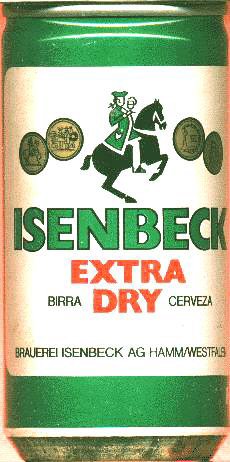 ISENBECK
EXTRA
BIRRA DRY CERVEZA
BRAUEREI ISENBECK AG HAMM/WESTFALEN